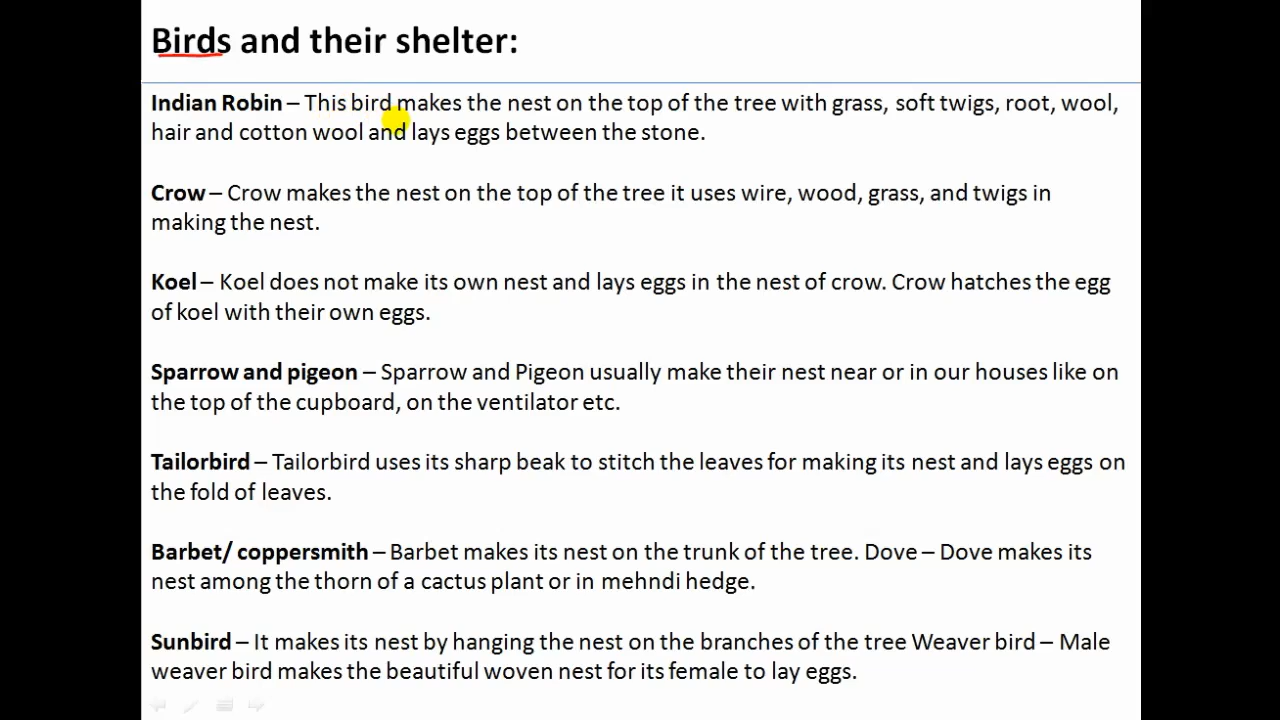 Birds and their shelter:
Indian Robin – This bird makes the nest on the top of the tree with grass, soft twigs, root, wool,
hair and cotton wool and lays eggs between the stone.
Crow – Crow makes the nest on the top of the tree it uses wire, wood, grass, and twigs in
making the nest.
Koel – Koel does not make its own nest and lays eggs in the nest of crow. Crow hatches the egg
of koel with their own eggs.
Sparrow and pigeon – Sparrow and Pigeon usually make their nest near or in our houses like on
the top of the cupboard, on the ventilator etc.
Tailorbird – Tailorbird uses its sharp beak to stitch the leaves for making its nest and lays eggs on
the fold of leaves.
Barbet/ coppersmith – Barbet makes its nest on the trunk of the tree. Dove – Dove makes its
nest among the thorn of a cactus plant or in mehndi hedge.
Sunbird – It makes its nest by hanging the nest on the branches of the tree Weaver bird – Male
weaver bird makes the beautiful woven nest for its female to lay eggs.